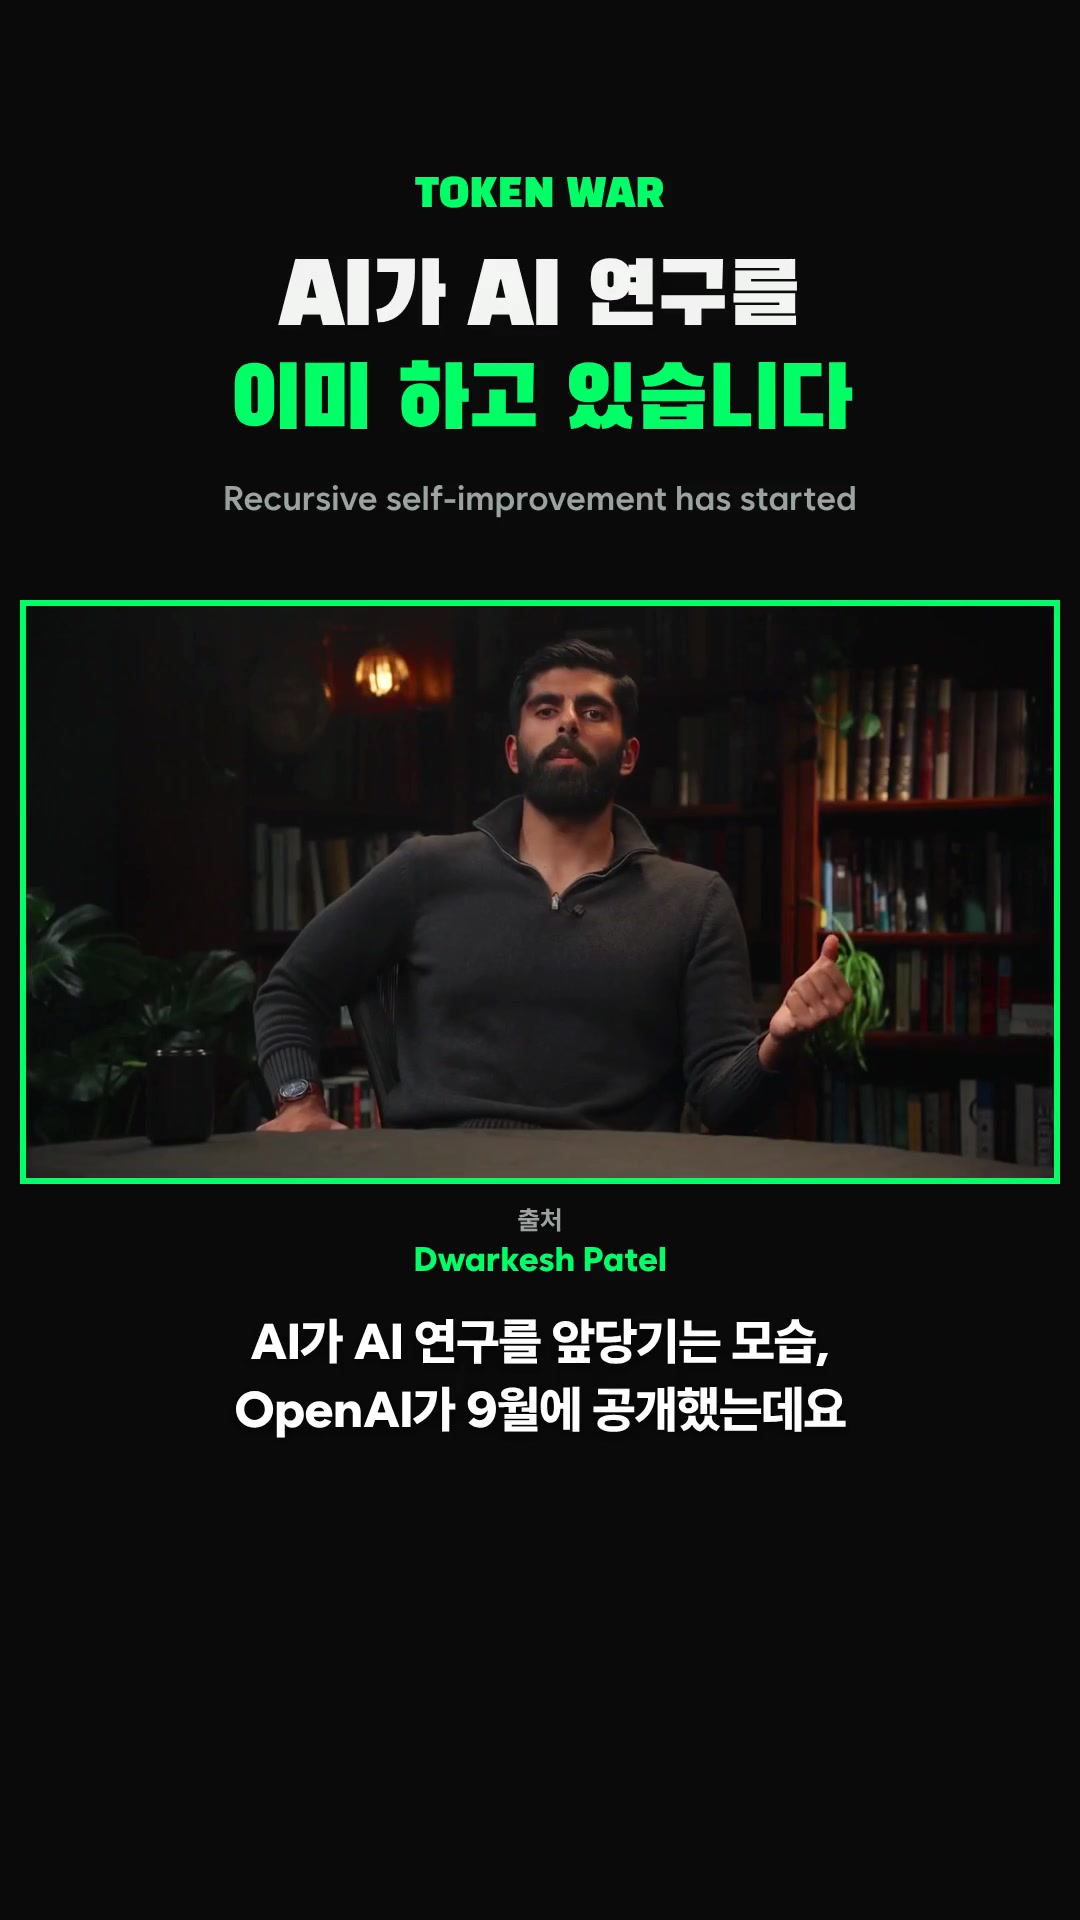 TOKEN WAR
AI가 AI 연구를
이미 하고 있습니다
Recursive self-improvement has started
출처
Dwarkesh Patel
AI가 AI 연구를 앞당기는 모습,
OpenAI가 9월에 공개했는데요